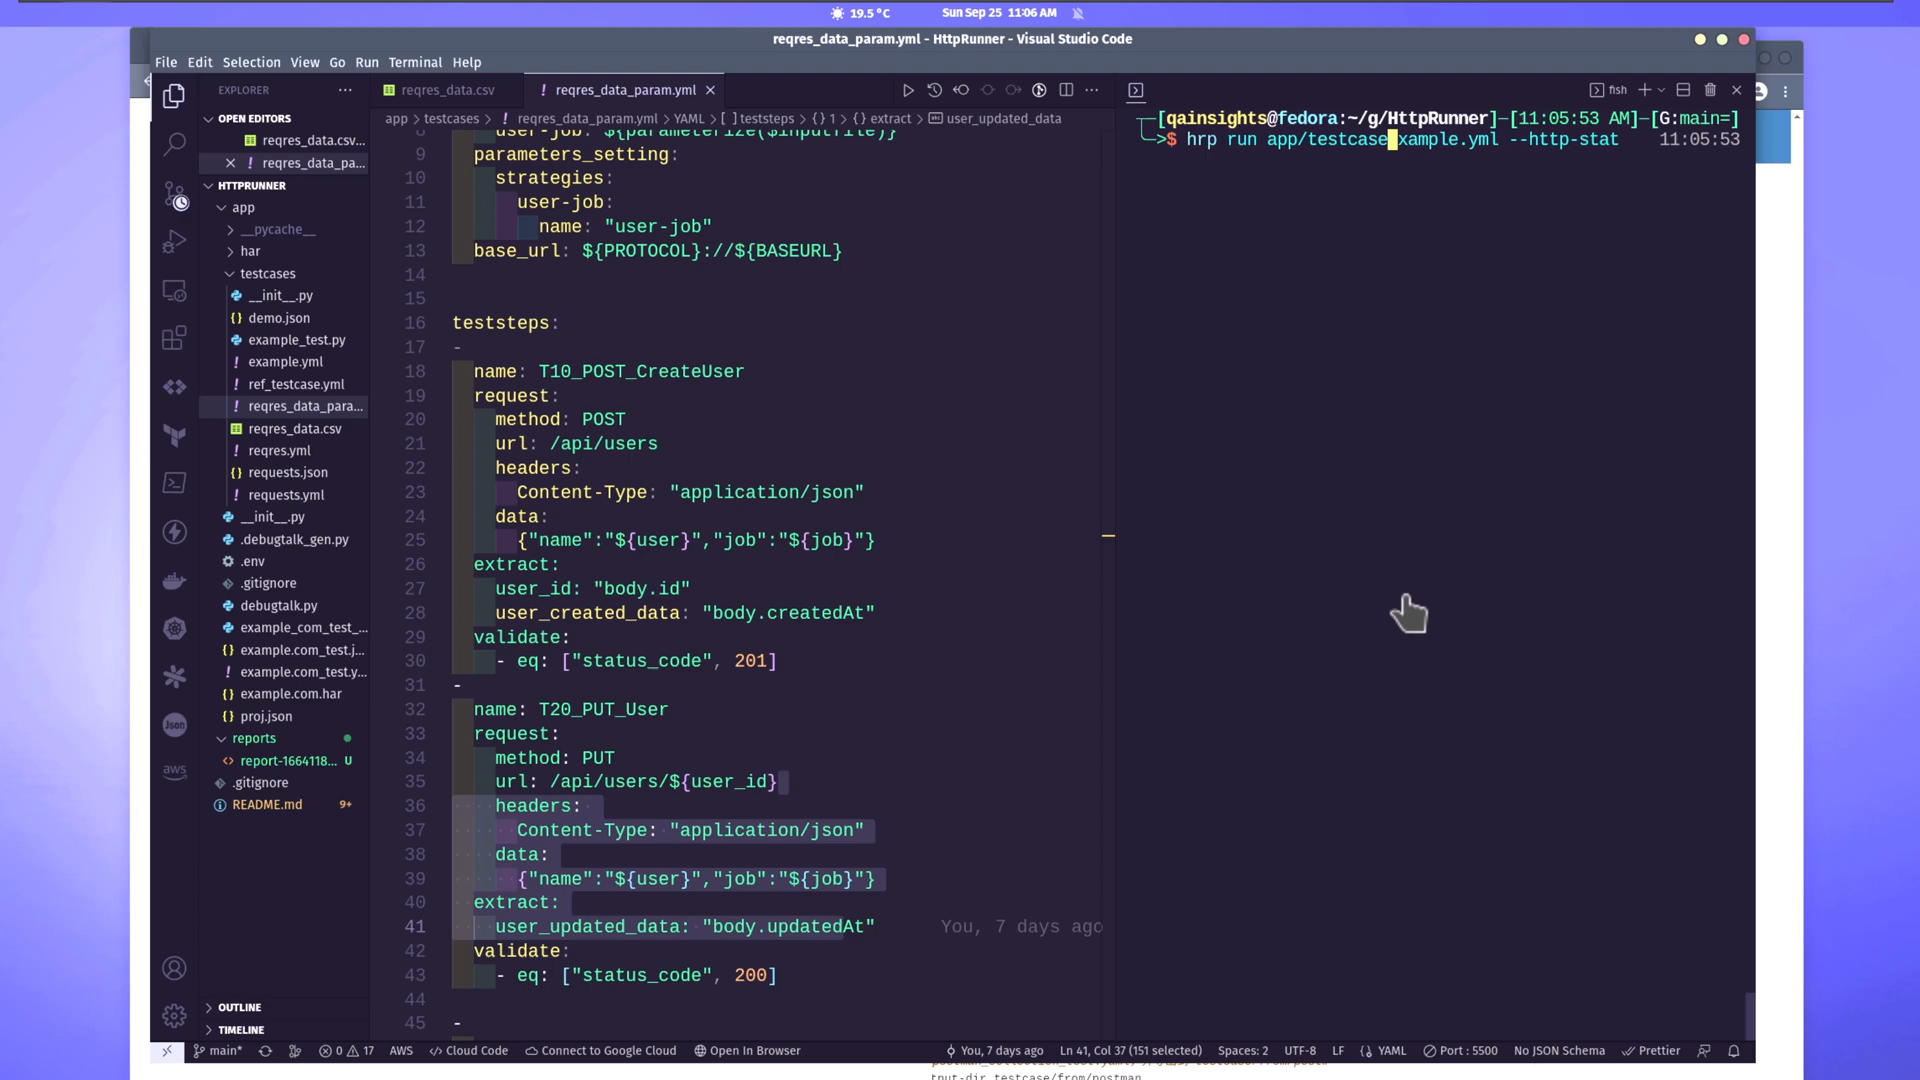 19.5 °C
Sun Sep 25 11:06 AM
reqres_data_param.yml - HttpRunner - Visual Studio Code
File Edit Selection View Go Run Terminal Help
EXPLORER
OPEN EDITORS
reqres_data.csv...
reqres_data_pa...
HTTPRUNNER
app
__pycache__
har
testcases
__init__.py
demo.json
example_test.py
example.yml
ref_testcase.yml
reqres_data_para...
reqres_data.csv
reqres.yml
requests.json
requests.yml
__init__.py
.debugtalk_gen.py
.env
.gitignore
debugtalk.py
example_com_test_...
example.com_test.j...
example.com_test.y...
example.com.har
proj.json
reports
report-1664118... U
.gitignore
README.md 9+
OUTLINE
TIMELINE
reqres_data.csv
reqres_data_param.yml
app > testcases > reqres_data_param.yml > YAML > [ ] teststeps > {} 1 > {} extract > user_updated_data
8 user-job: ${parameterize($inputfile)}
9 parameters_setting:
10 strategies:
11 user-job:
12 name: "user-job"
13 base_url: ${PROTOCOL}://${BASEURL}
14
15
16 teststeps:
17 -
18 name: T10_POST_CreateUser
19 request:
20 method: POST
21 url: /api/users
22 headers:
23 Content-Type: "application/json"
24 data:
25 {"name":"${user}","job":"${job}"}
26 extract:
27 user_id: "body.id"
28 user_created_data: "body.createdAt"
29 validate:
30 - eq: ["status_code", 201]
31 -
32 name: T20_PUT_User
33 request:
34 method: PUT
35 url: /api/users/${user_id}
36 headers:
37 Content-Type: "application/json"
38 data:
39 {"name":"${user}","job":"${job}"}
40 extract:
41 user_updated_data: "body.updatedAt" You, 7 days ago
42 validate:
43 - eq: ["status_code", 200]
44
45 -
fish
[qainsights@fedora:~/g/HttpRunner]-[11:05:53 AM]-[G:main=]
->$ hrp run app/testcase xample.yml --http-stat 11:05:53
Json
aws
main* 0 17 AWS Cloud Code Connect to Google Cloud Open In Browser You, 7 days ago Ln 41, Col 37 (151 selected) Spaces: 2 UTF-8 LF YAML Port : 5500 No JSON Schema Prettier
tput-dir testcase/from/postman